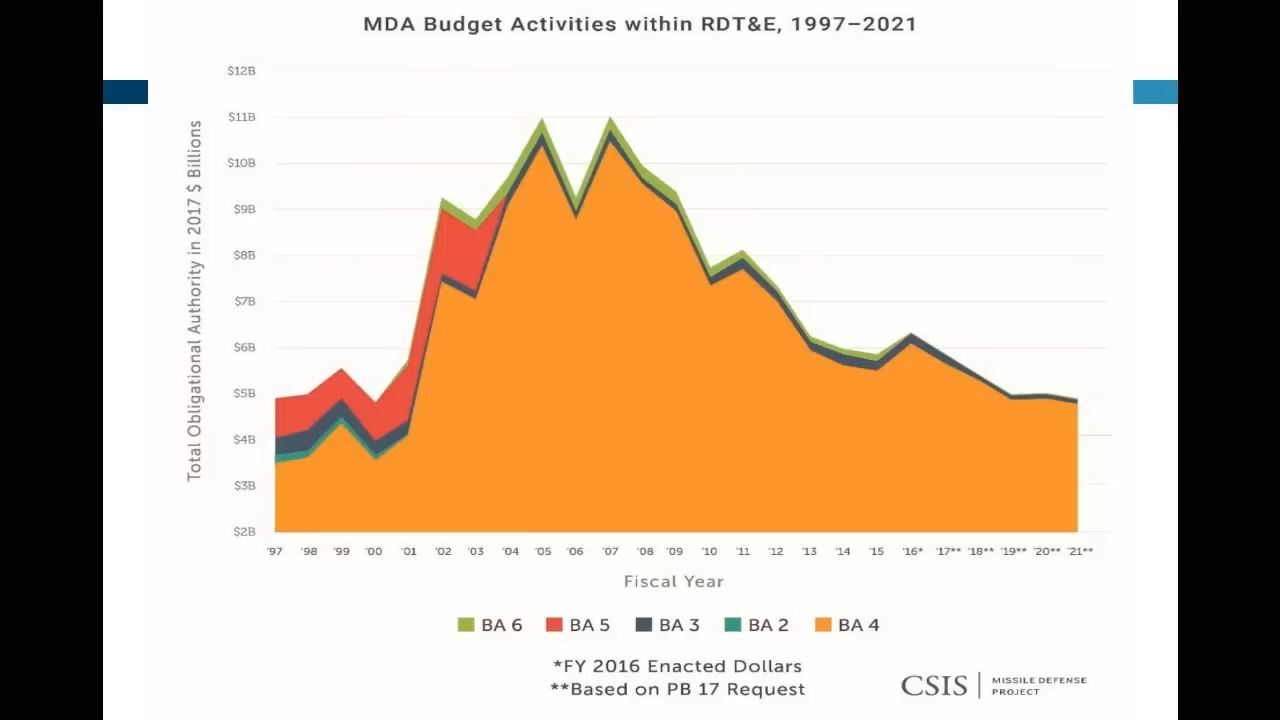 MDA Budget Activities within RDT&E, 1997–2021
Total Obligational Authority in 2017 $ Billions
$12B
$11B
$10B
$9B
$8B
$7B
$6B
$5B
$4B
$3B
$2B
'97 '98 '99 '00 '01 '02 '03 '04 '05 '06 '07 '08 '09 '10 '11 '12 '13 '14 '15 '16* '17** '18** '19** '20** '21**
Fiscal Year
BA 6 BA 5 BA 3 BA 2 BA 4
*FY 2016 Enacted Dollars
**Based on PB 17 Request
CSIS | MISSILE DEFENSE
PROJECT